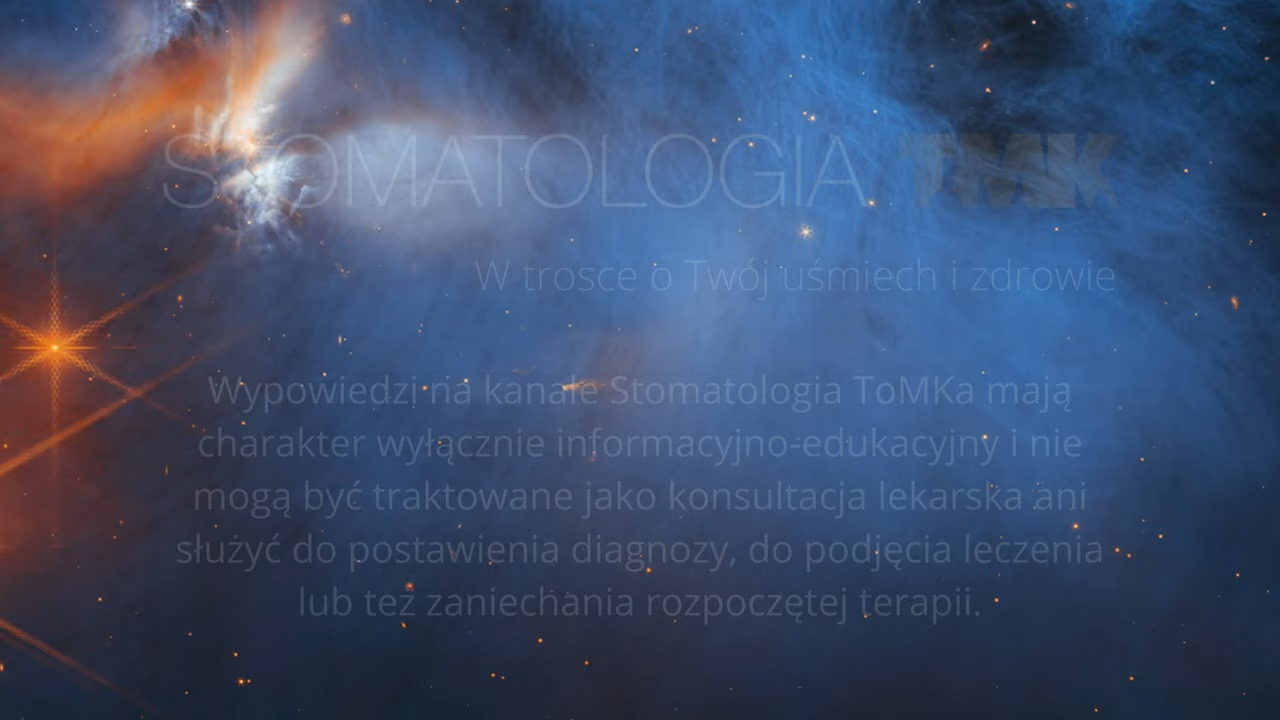 STOMATOLOGIA TMK
W trosce o Twój uśmiech i zdrowie
Wypowiedzi na kanale Stomatologia ToMKa mają
charakter wyłącznie informacyjno-edukacyjny i nie
mogą być traktowane jako konsultacja lekarska ani
służyć do postawienia diagnozy, do podjęcia leczenia
lub też zaniechania rozpoczętej terapii.